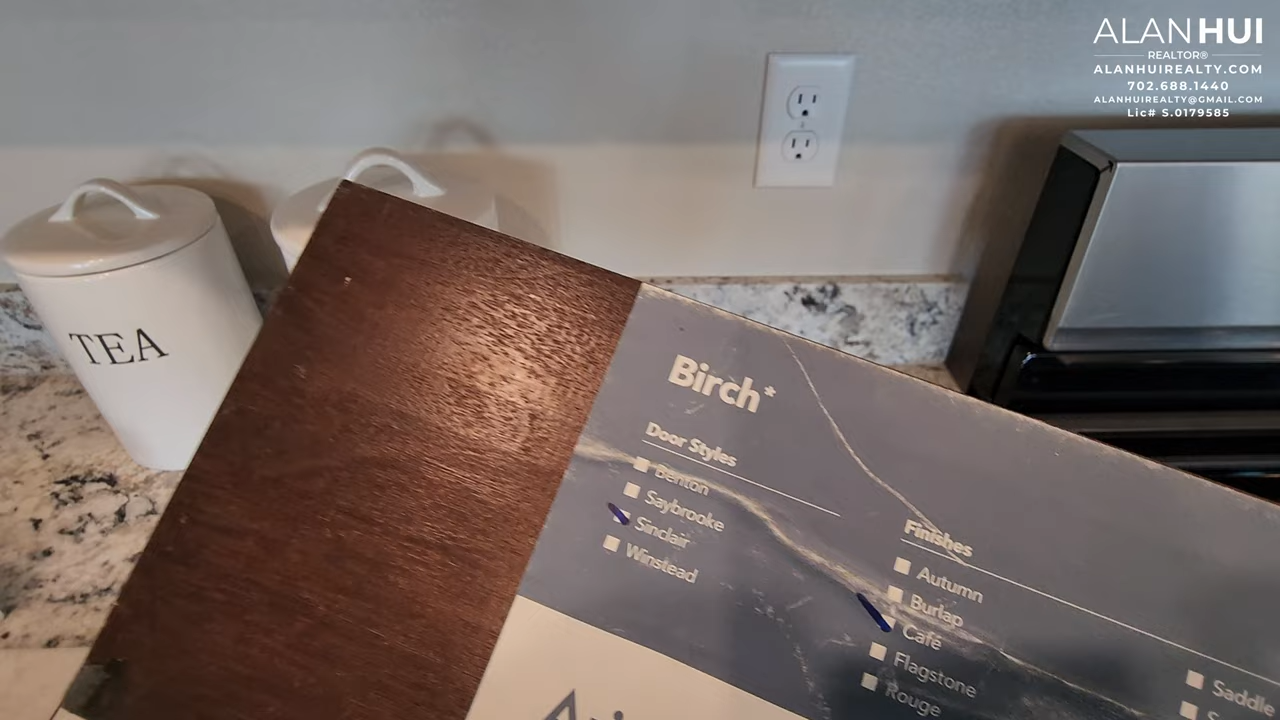 ALAN HUI
REALTOR®
ALANHUIREALTY.COM
702.688.1440
ALANHUIREALTY@GMAIL.COM
Lic# S.0179585
TEA
Birch*
Door Styles
Benton
Saybrooke
Sinclair
Winstead
Finishes
Autumn
Burlap
Café
Flagstone
Rouge
Saddle